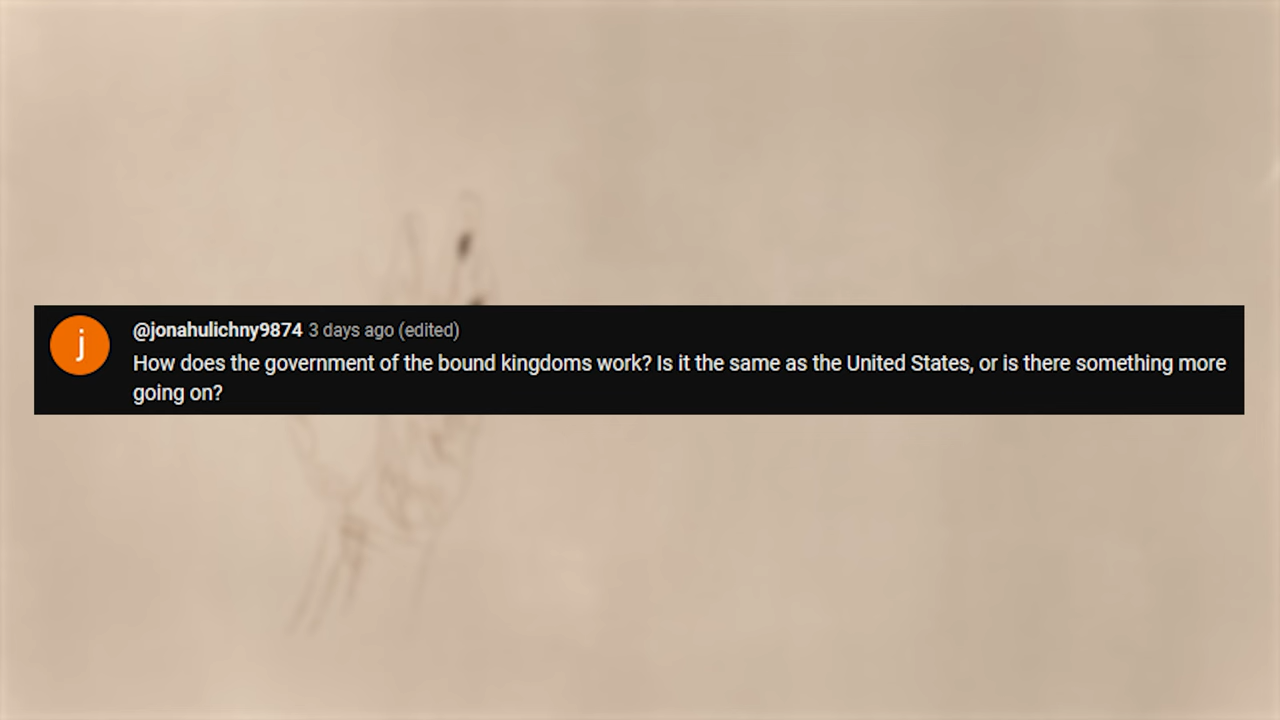 j
@jonahulichny9874 3 days ago (edited)
How does the government of the bound kingdoms work? Is it the same as the United States, or is there something more
going on?